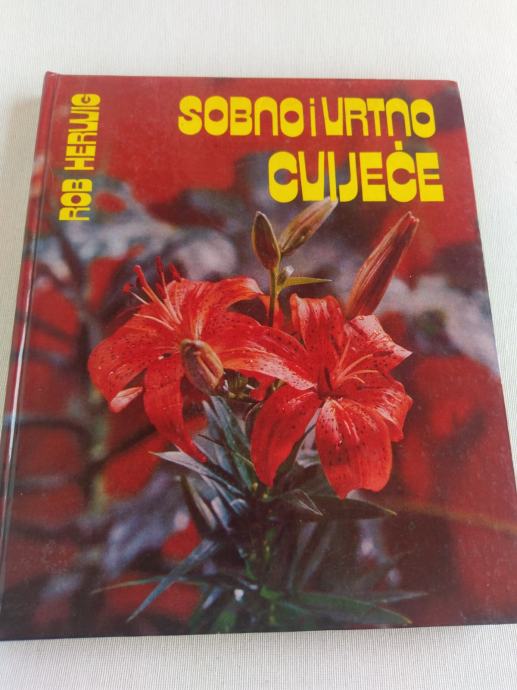 ROB HERWIG
SOBNO i VRTNO
CVIJEĆE